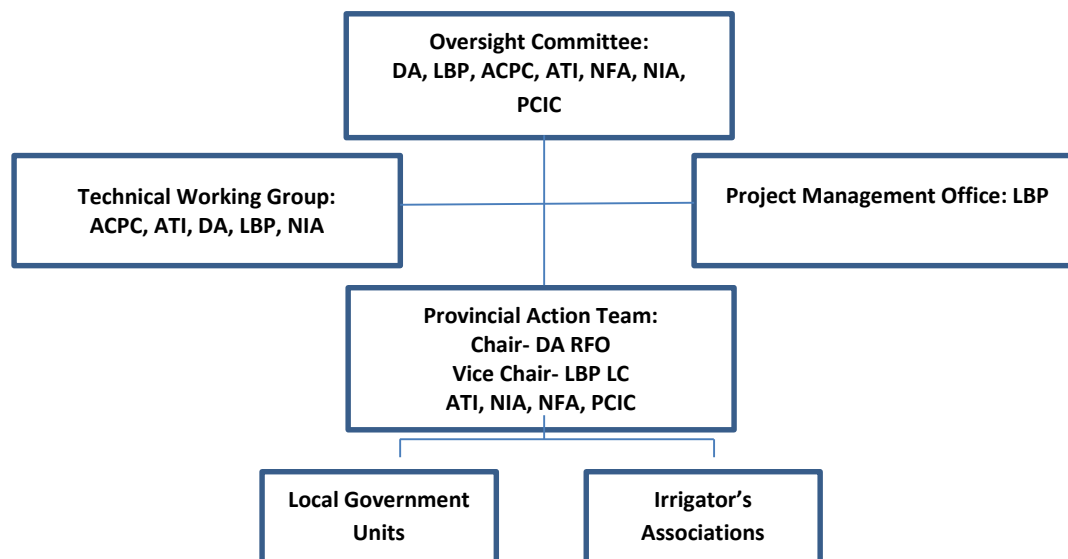 Oversight Committee:
DA, LBP, ACPC, ATI, NFA, NIA,
PCIC
Technical Working Group:
ACPC, ATI, DA, LBP, NIA
Project Management Office: LBP
Provincial Action Team:
Chair- DA RFO
Vice Chair- LBP LC
ATI, NIA, NFA, PCIC
Local Government
Units
Irrigator’s
Associations